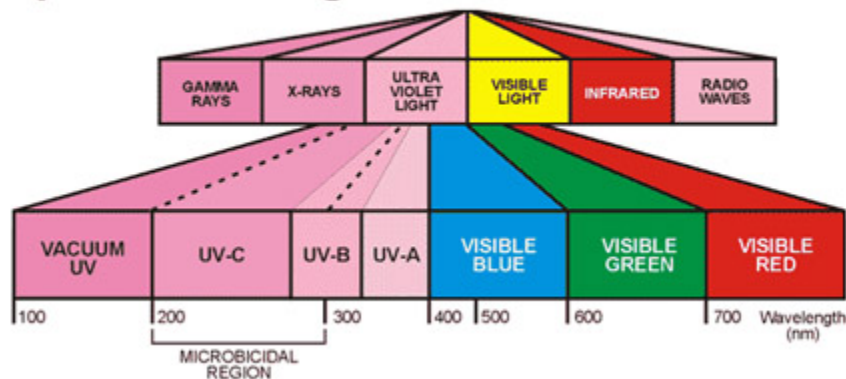 GAMMA
RAYS
X-RAYS
ULTRA
VIOLET
LIGHT
VISIBLE
LIGHT
INFRARED
RADIO
WAVES
VACUUM
UV
UV-C
UV-B
UV-A
VISIBLE
BLUE
VISIBLE
GREEN
VISIBLE
RED
100 200 300 400 500 600 700 Wavelength
(nm)
MICROBICIDAL
REGION